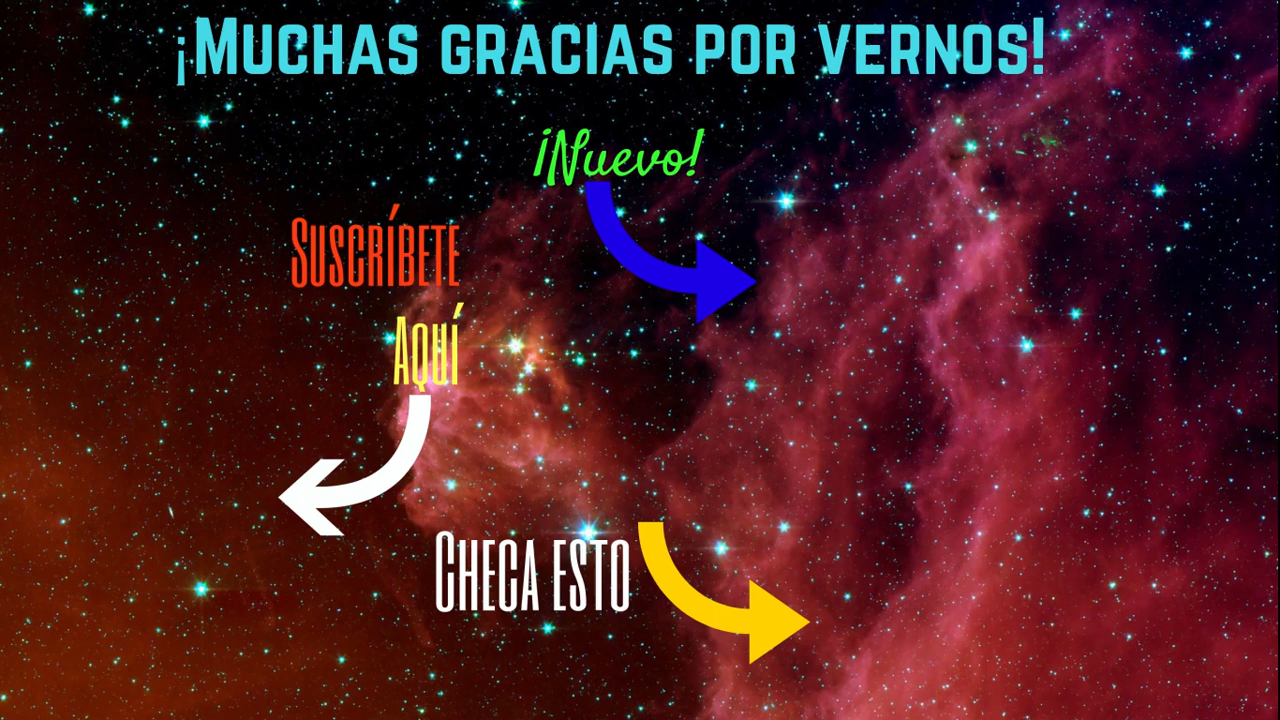 ¡Muchas gracias por vernos!
¡Nuevo!
Suscríbete
Aquí
Checa esto